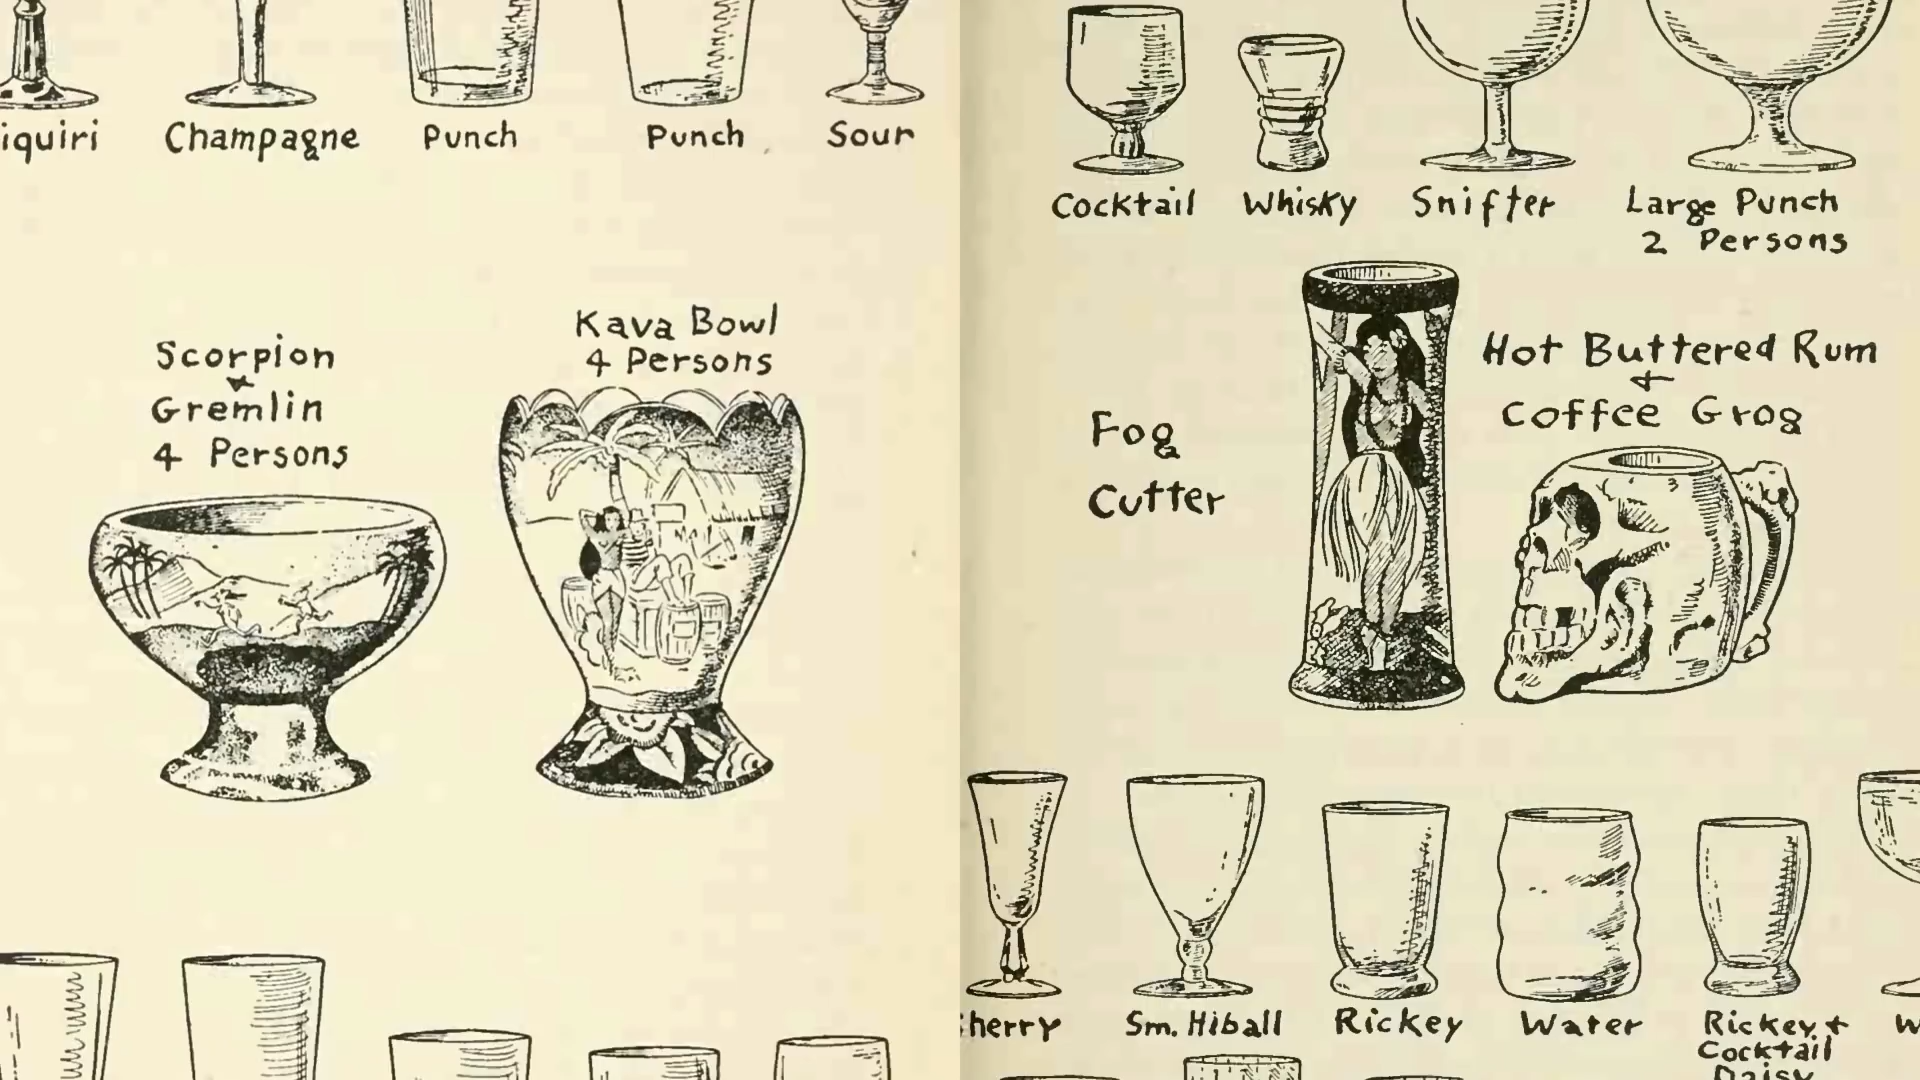 iquiri
Champagne
Punch
Punch
Sour
Scorpion
&
Gremlin
4 Persons
Kava Bowl
4 Persons
Cocktail
Whisky
Snifter
Large Punch
2 Persons
Fog
Cutter
Hot Buttered Rum
&
Coffee Grog
herry
Sm. Hiball
Rickey
Water
Rickey +
Cocktail
Daisy
W